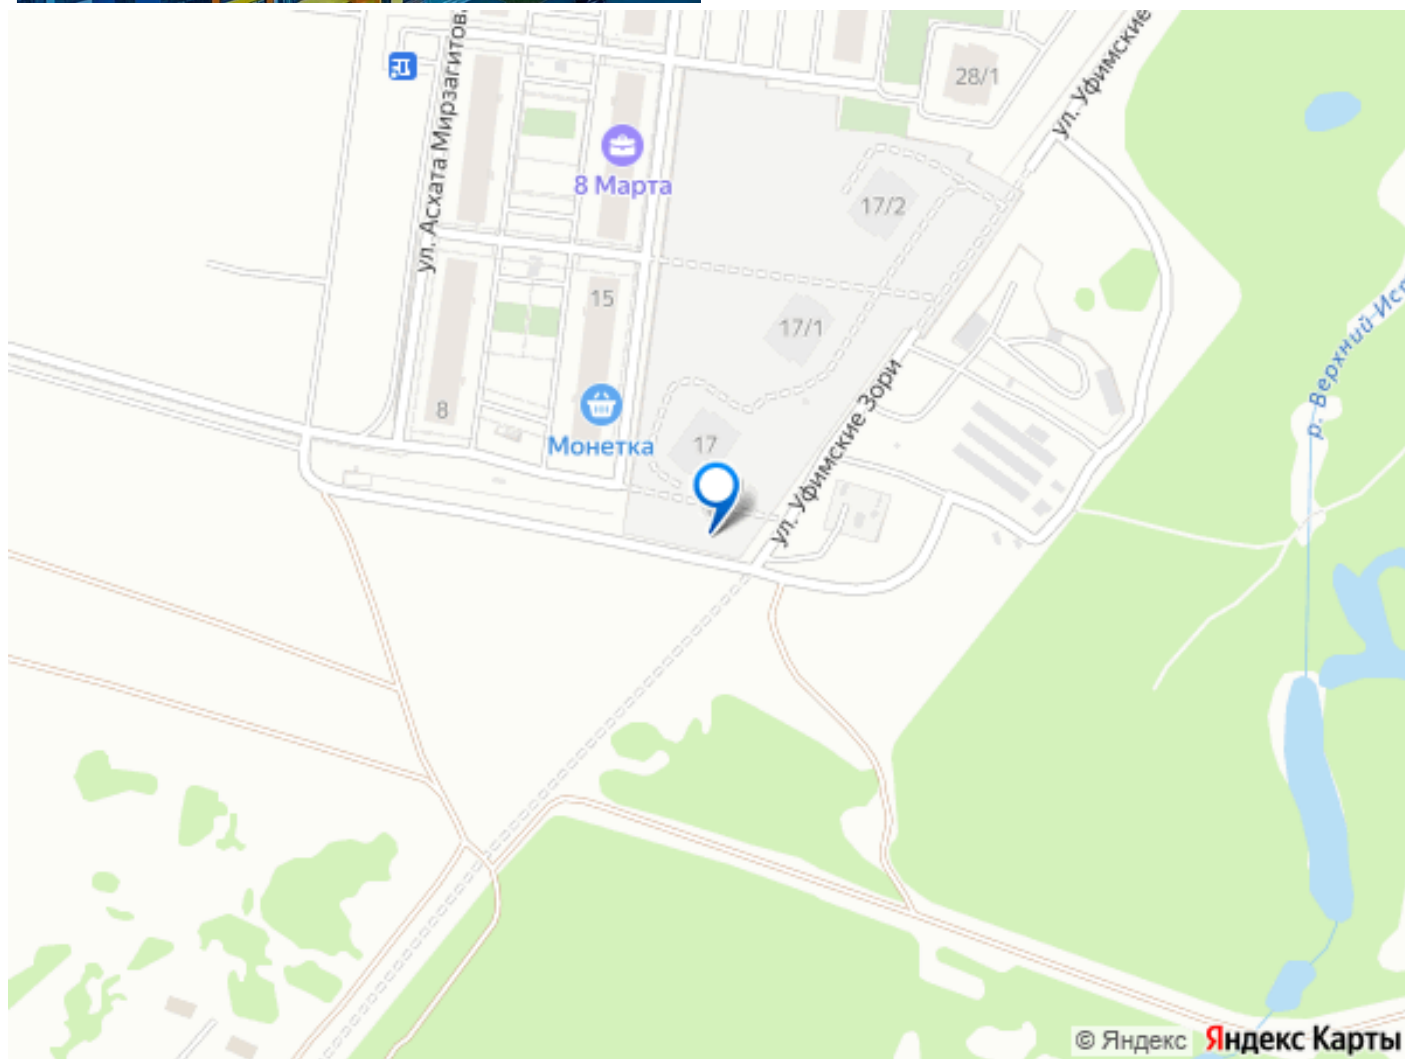 ул. Асхата Мирзагитов
28/1
ул. Уфимские
8 Марта
17/2
15
17/1
8
Монетка
17
ул. Уфимские Зори
р. Верхний Ис
© Яндекс Яндекс Карты